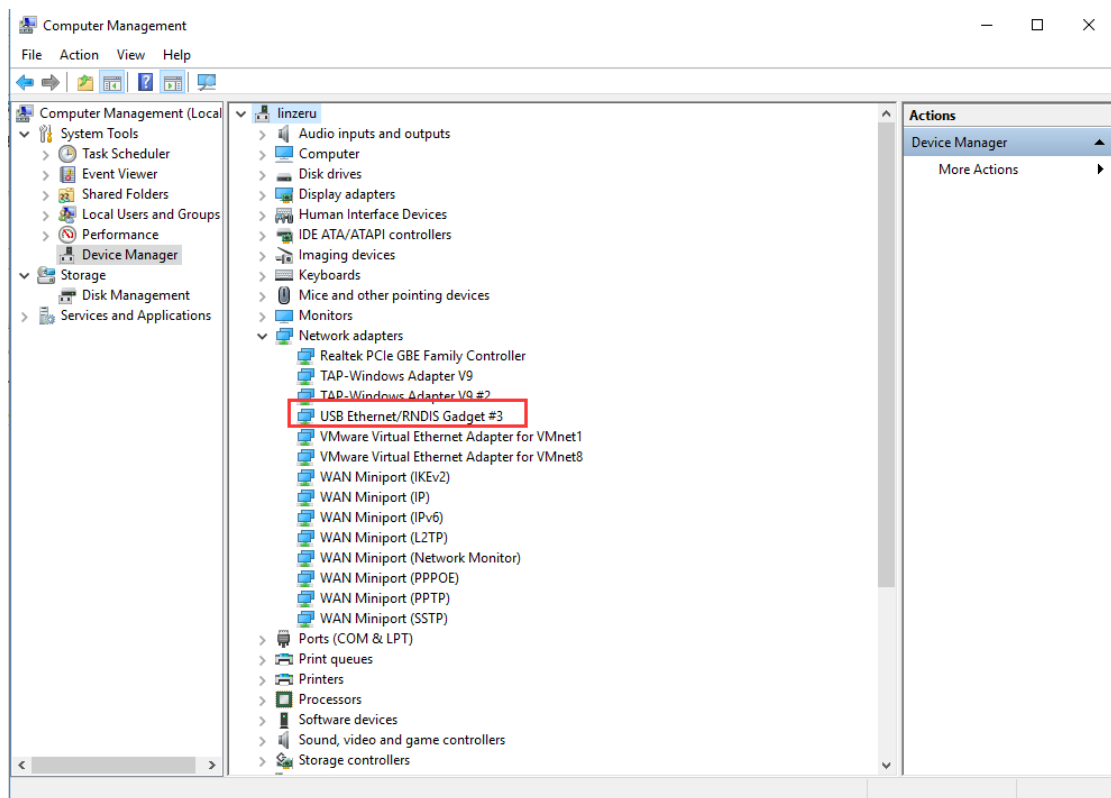 Computer Management
File Action View Help
Computer Management (Local
System Tools
Task Scheduler
Event Viewer
Shared Folders
Local Users and Groups
Performance
Device Manager
Storage
Disk Management
Services and Applications
linzeru
Audio inputs and outputs
Computer
Disk drives
Display adapters
Human Interface Devices
IDE ATA/ATAPI controllers
Imaging devices
Keyboards
Mice and other pointing devices
Monitors
Network adapters
Realtek PCIe GBE Family Controller
TAP-Windows Adapter V9
TAP-Windows Adapter V9 #2
USB Ethernet/RNDIS Gadget #3
VMware Virtual Ethernet Adapter for VMnet1
VMware Virtual Ethernet Adapter for VMnet8
WAN Miniport (IKEv2)
WAN Miniport (IP)
WAN Miniport (IPv6)
WAN Miniport (L2TP)
WAN Miniport (Network Monitor)
WAN Miniport (PPPOE)
WAN Miniport (PPTP)
WAN Miniport (SSTP)
Ports (COM & LPT)
Print queues
Printers
Processors
Software devices
Sound, video and game controllers
Storage controllers
Actions
Device Manager
More Actions